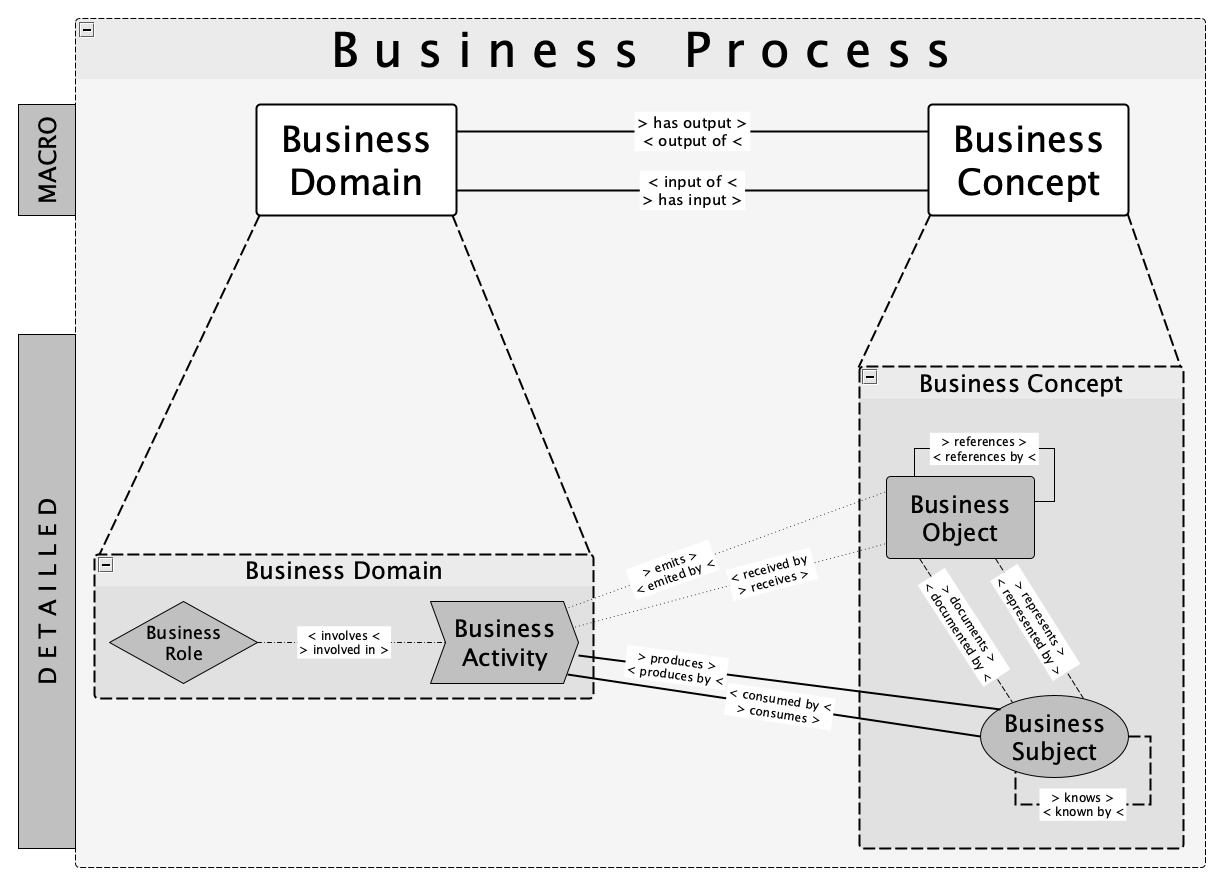 Business Process
MACRO
Business
Domain
> has output >
< output of <
< input of <
> has input >
Business
Concept
DETAILLED
Business Concept
> references >
< references by <
Business
Object
> emits >
< emited by <
< received by
> receives >
> documents >
< documented by <
> represents >
< represented by >
Business Domain
Business
Role
< involves <
> involved in >
Business
Activity
> produces >
< produces by <
< consumed by <
> consumes >
Business
Subject
> knows >
< known by <